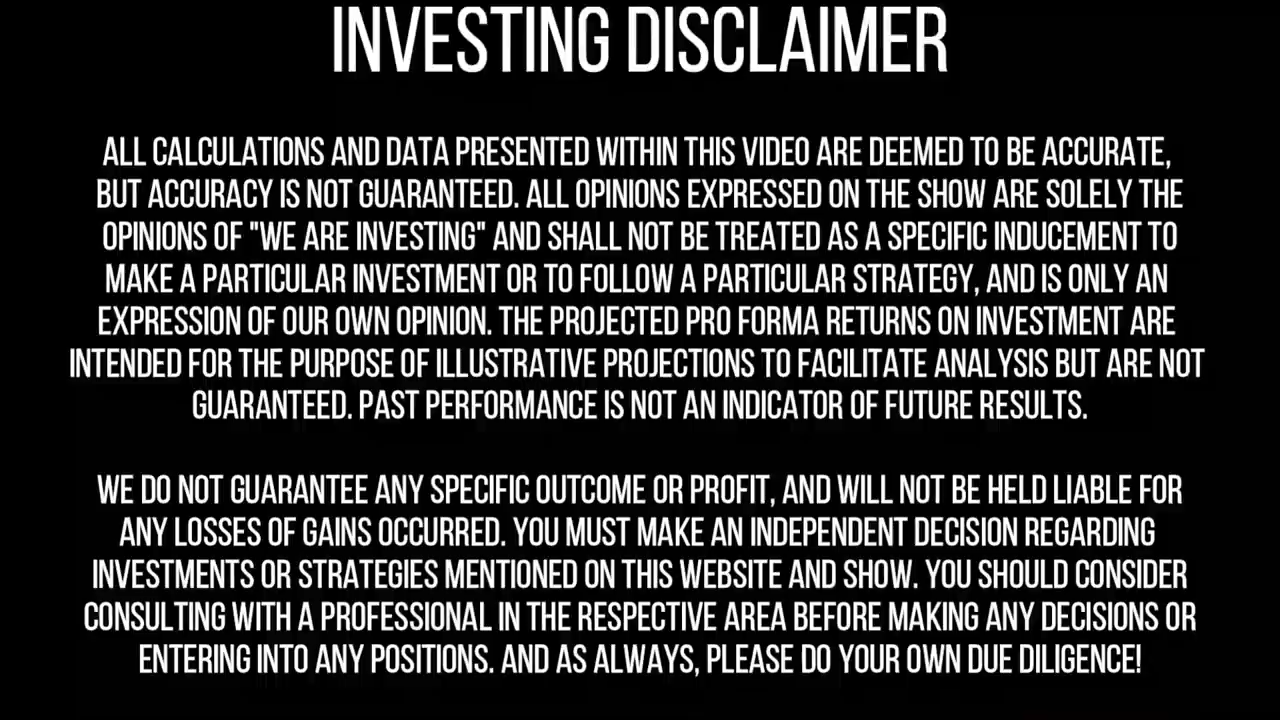 INVESTING DISCLAIMER
ALL CALCULATIONS AND DATA PRESENTED WITHIN THIS VIDEO ARE DEEMED TO BE ACCURATE,
BUT ACCURACY IS NOT GUARANTEED. ALL OPINIONS EXPRESSED ON THE SHOW ARE SOLELY THE
OPINIONS OF "WE ARE INVESTING" AND SHALL NOT BE TREATED AS A SPECIFIC INDUCEMENT TO
MAKE A PARTICULAR INVESTMENT OR TO FOLLOW A PARTICULAR STRATEGY, AND IS ONLY AN
EXPRESSION OF OUR OWN OPINION. THE PROJECTED PRO FORMA RETURNS ON INVESTMENT ARE
INTENDED FOR THE PURPOSE OF ILLUSTRATIVE PROJECTIONS TO FACILITATE ANALYSIS BUT ARE NOT
GUARANTEED. PAST PERFORMANCE IS NOT AN INDICATOR OF FUTURE RESULTS.
WE DO NOT GUARANTEE ANY SPECIFIC OUTCOME OR PROFIT, AND WILL NOT BE HELD LIABLE FOR
ANY LOSSES OF GAINS OCCURRED. YOU MUST MAKE AN INDEPENDENT DECISION REGARDING
INVESTMENTS OR STRATEGIES MENTIONED ON THIS WEBSITE AND SHOW. YOU SHOULD CONSIDER
CONSULTING WITH A PROFESSIONAL IN THE RESPECTIVE AREA BEFORE MAKING ANY DECISIONS OR
ENTERING INTO ANY POSITIONS. AND AS ALWAYS, PLEASE DO YOUR OWN DUE DILIGENCE!